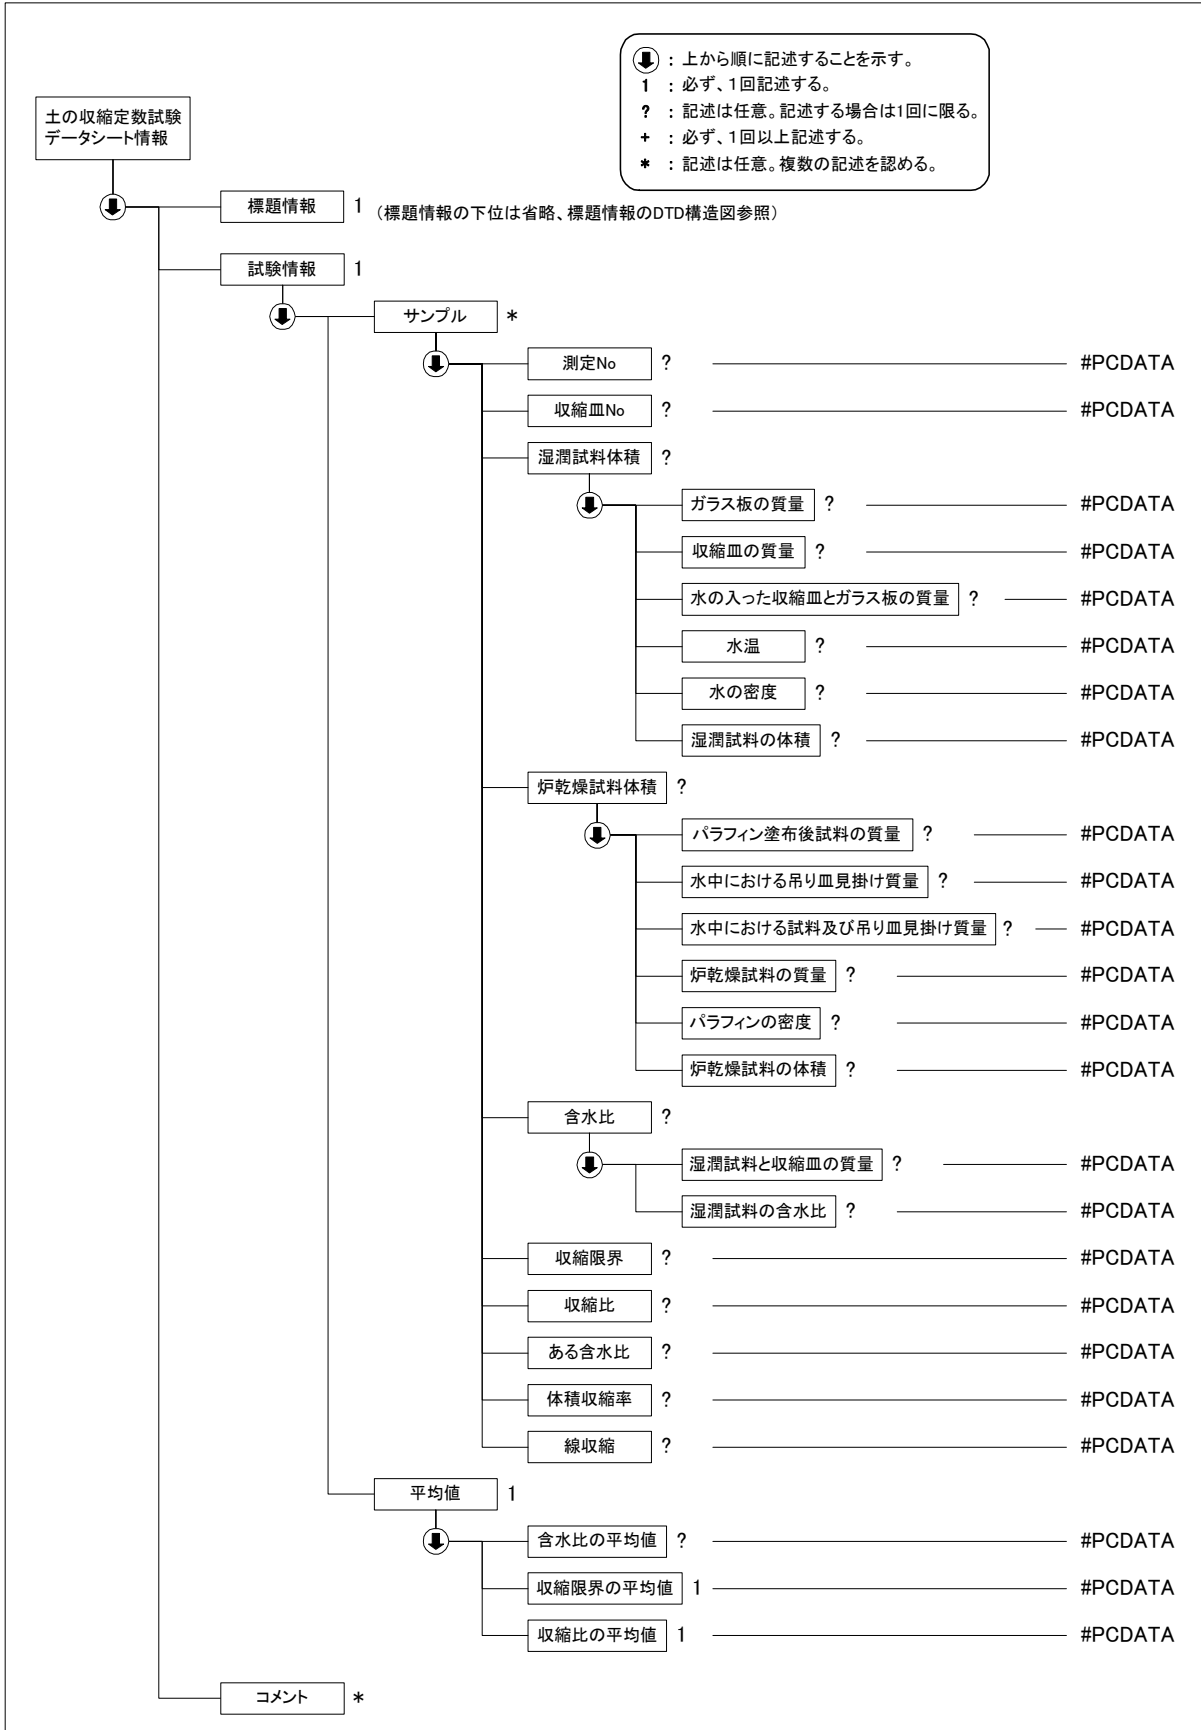 : 上から順に記述することを示す。
1 : 必ず、1回記述する。
? : 記述は任意。記述する場合は1回に限る。
+ : 必ず、1回以上記述する。
* : 記述は任意。複数の記述を認める。
土の収縮定数試験
データシート情報
標題情報 1 (標題情報の下位は省略、標題情報のDTD構造図参照)
試験情報 1
サンプル *
測定No ? #PCDATA
収縮皿No ? #PCDATA
湿潤試料体積 ?
ガラス板の質量 ? #PCDATA
収縮皿の質量 ? #PCDATA
水の入った収縮皿とガラス板の質量 ? #PCDATA
水温 ? #PCDATA
水の密度 ? #PCDATA
湿潤試料の体積 ? #PCDATA
炉乾燥試料体積 ?
パラフィン塗布後試料の質量 ? #PCDATA
水中における吊り皿見掛け質量 ? #PCDATA
水中における試料及び吊り皿見掛け質量 ? #PCDATA
炉乾燥試料の質量 ? #PCDATA
パラフィンの密度 ? #PCDATA
炉乾燥試料の体積 ? #PCDATA
含水比 ?
湿潤試料と収縮皿の質量 ? #PCDATA
湿潤試料の含水比 ? #PCDATA
収縮限界 ? #PCDATA
収縮比 ? #PCDATA
ある含水比 ? #PCDATA
体積収縮率 ? #PCDATA
線収縮 ? #PCDATA
平均値 1
含水比の平均値 ? #PCDATA
収縮限界の平均値 1 #PCDATA
収縮比の平均値 1 #PCDATA
コメント *